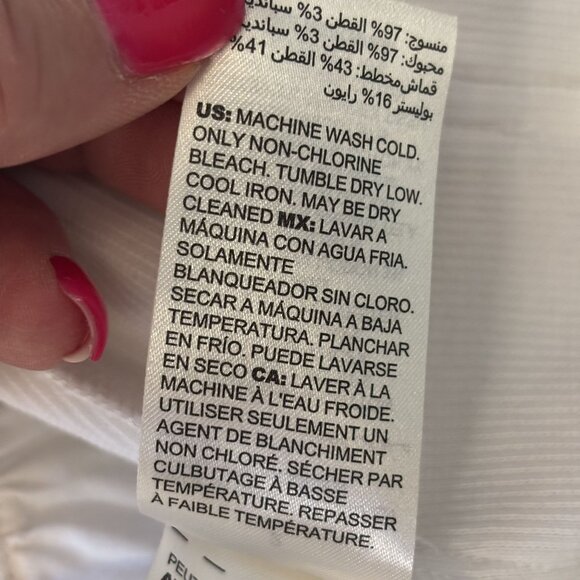 منسوج: 97% القطن 3% سبانديكس
محبوك: 97% القطن 3% سبانديكس
قماش مخطط: 43% القطن 41%
بوليستر 16% رايون
US: MACHINE WASH COLD.
ONLY NON-CHLORINE
BLEACH. TUMBLE DRY LOW.
COOL IRON. MAY BE DRY
CLEANED MX: LAVAR A
MÁQUINA CON AGUA FRIA.
SOLAMENTE
BLANQUEADOR SIN CLORO.
SECAR A MÁQUINA A BAJA
TEMPERATURA. PLANCHAR
EN FRÍO. PUEDE LAVARSE
EN SECO CA: LAVER À LA
MACHINE À L'EAU FROIDE.
UTILISER SEULEMENT UN
AGENT DE BLANCHIMENT
NON CHLORÉ. SÉCHER PAR
CULBUTAGE À BASSE
TEMPÉRATURE. REPASSER
À FAIBLE TEMPÉRATURE.